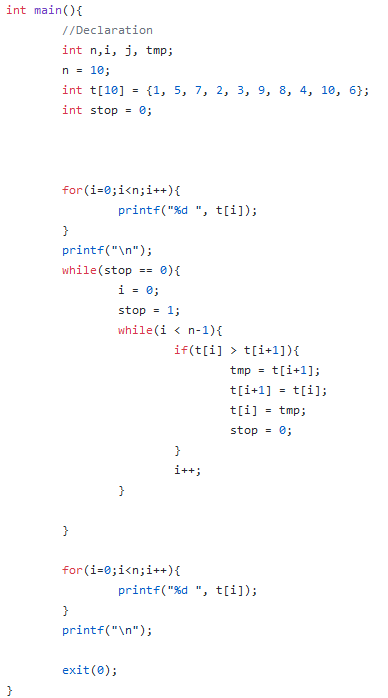 int main(){
//Declaration
int n,i, j, tmp;
n = 10;
int t[10] = {1, 5, 7, 2, 3, 9, 8, 4, 10, 6};
int stop = 0;
for(i=0;i<n;i++){
printf("%d ", t[i]);
}
printf("\n");
while(stop == 0){
i = 0;
stop = 1;
while(i < n-1){
if(t[i] > t[i+1]){
tmp = t[i+1];
t[i+1] = t[i];
t[i] = tmp;
stop = 0;
}
i++;
}
}
for(i=0;i<n;i++){
printf("%d ", t[i]);
}
printf("\n");
exit(0);
}